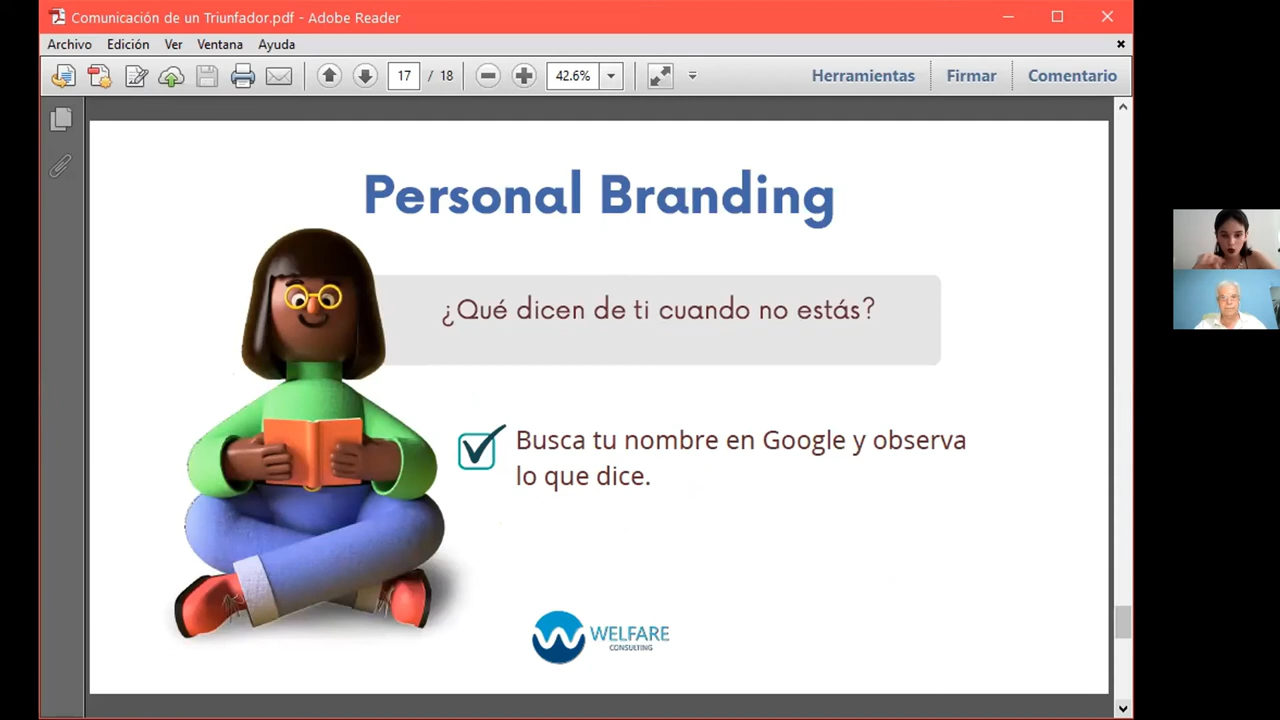 Comunicación de un Triunfador.pdf - Adobe Reader
Archivo Edición Ver Ventana Ayuda
17 / 18 42.6% Herramientas Firmar Comentario
Personal Branding
¿Qué dicen de ti cuando no estás?
Busca tu nombre en Google y observa
lo que dice.
WELFARE
CONSULTING